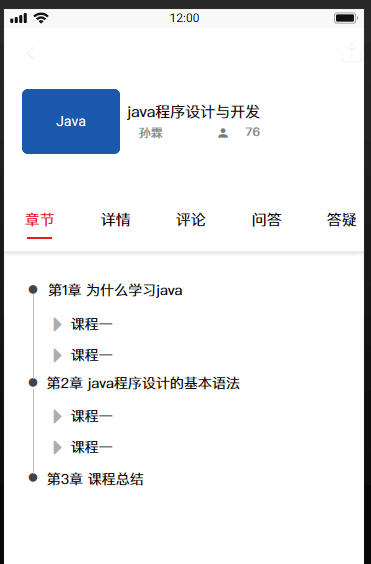 12:00
Java
java程序设计与开发
孙霖 76
章节 详情 评论 问答 答疑
第1章 为什么学习java
课程一
课程一
第2章 java程序设计的基本语法
课程一
课程一
第3章 课程总结